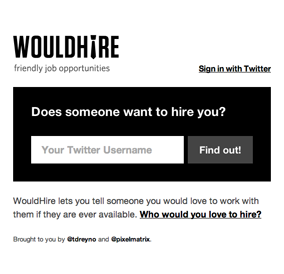 WOULDHIRE
friendly job opportunities
Sign in with Twitter
Does someone want to hire you?
Your Twitter Username
Find out!
WouldHire lets you tell someone you would love to work with
them if they are ever available. Who would you love to hire?
Brought to you by @tdreyno and @pixelmatrix.